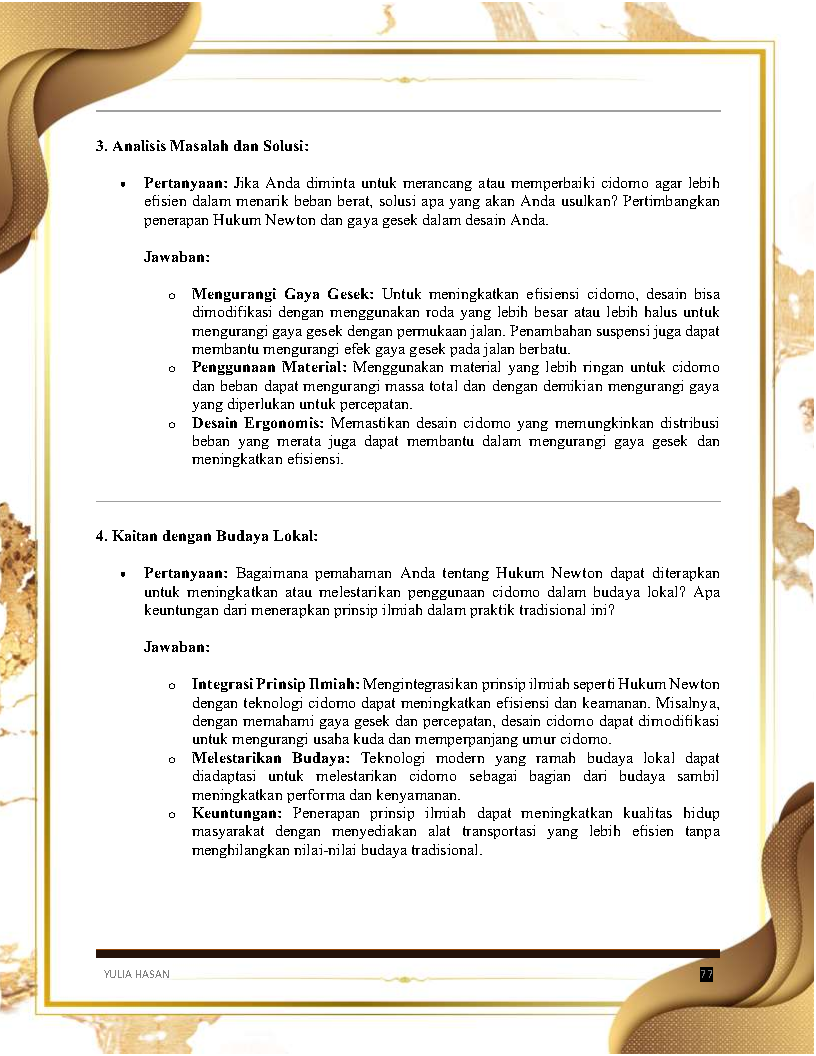 3. Analisis Masalah dan Solusi:
• Pertanyaan: Jika Anda diminta untuk merancang atau memperbaiki cidomo agar lebih
efisien dalam menarik beban berat, solusi apa yang akan Anda usulkan? Pertimbangkan
penerapan Hukum Newton dan gaya gesek dalam desain Anda.
Jawaban:
o Mengurangi Gaya Gesek: Untuk meningkatkan efisiensi cidomo, desain bisa
dimodifikasi dengan menggunakan roda yang lebih besar atau lebih halus untuk
mengurangi gaya gesek dengan permukaan jalan. Penambahan suspensi juga dapat
membantu mengurangi efek gaya gesek pada jalan berbatu.
o Penggunaan Material: Menggunakan material yang lebih ringan untuk cidomo
dan beban dapat mengurangi massa total dan dengan demikian mengurangi gaya
yang diperlukan untuk percepatan.
o Desain Ergonomis: Memastikan desain cidomo yang memungkinkan distribusi
beban yang merata juga dapat membantu dalam mengurangi gaya gesek dan
meningkatkan efisiensi.
4. Kaitan dengan Budaya Lokal:
• Pertanyaan: Bagaimana pemahaman Anda tentang Hukum Newton dapat diterapkan
untuk meningkatkan atau melestarikan penggunaan cidomo dalam budaya lokal? Apa
keuntungan dari menerapkan prinsip ilmiah dalam praktik tradisional ini?
Jawaban:
o Integrasi Prinsip Ilmiah: Mengintegrasikan prinsip ilmiah seperti Hukum Newton
dengan teknologi cidomo dapat meningkatkan efisiensi dan keamanan. Misalnya,
dengan memahami gaya gesek dan percepatan, desain cidomo dapat dimodifikasi
untuk mengurangi usaha kuda dan memperpanjang umur cidomo.
o Melestarikan Budaya: Teknologi modern yang ramah budaya lokal dapat
diadaptasi untuk melestarikan cidomo sebagai bagian dari budaya sambil
meningkatkan performa dan kenyamanan.
o Keuntungan: Penerapan prinsip ilmiah dapat meningkatkan kualitas hidup
masyarakat dengan menyediakan alat transportasi yang lebih efisien tanpa
menghilangkan nilai-nilai budaya tradisional.
YULIA HASAN 77